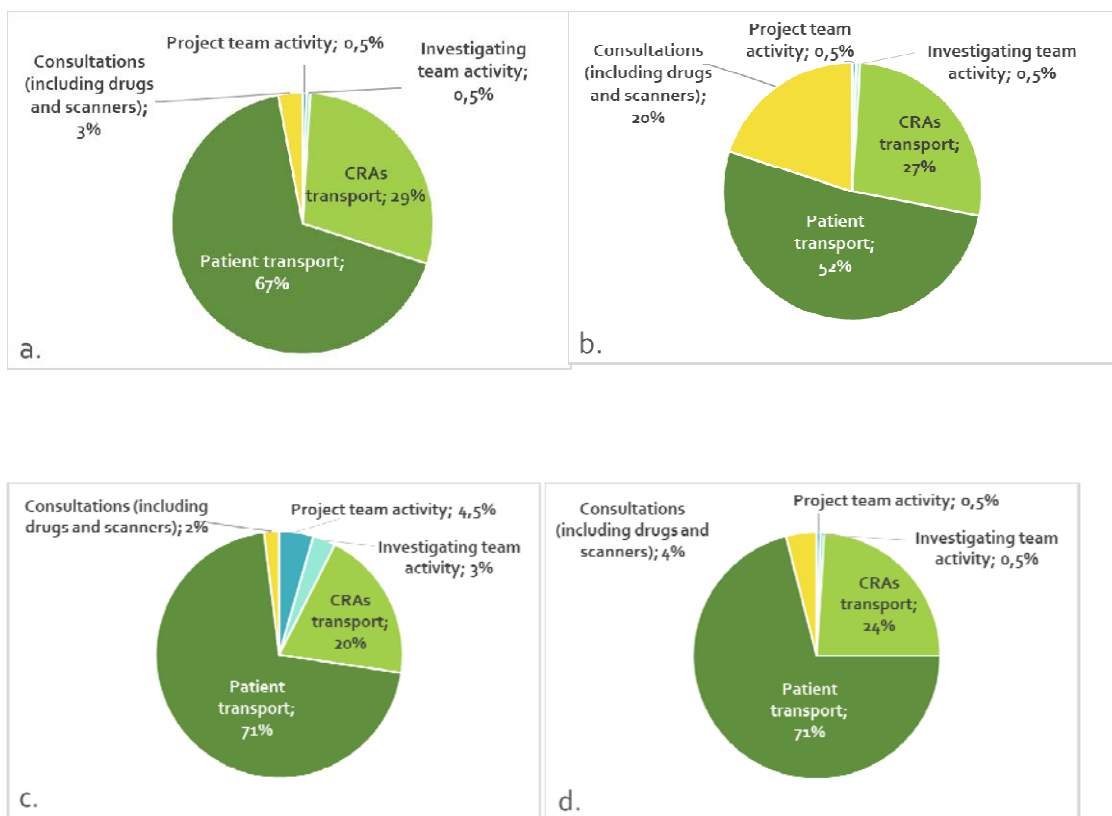 Project team activity; 0,5%
Investigating
team activity;
0,5%
Consultations
(including drugs
and scanners);
3%
CRAs
transport; 29%
Patient transport;
67%
a.
Project team
activity; 0,5%
Investigating team
activity; 0,5%
Consultations
(including drugs
and scanners);
20%
CRAs
transport;
27%
Patient
transport;
52%
b.
Consultations (including
drugs and scanners); 2%
Project team activity; 4,5%
Investigating team
activity; 3%
CRAs
transport;
20%
Patient
transport;
71%
c.
Consultations
(including drugs and
scanners); 4%
Project team activity; 0,5%
Investigating team
activity; 0,5%
CRAs
transport;
24%
Patient
transport;
71%
d.